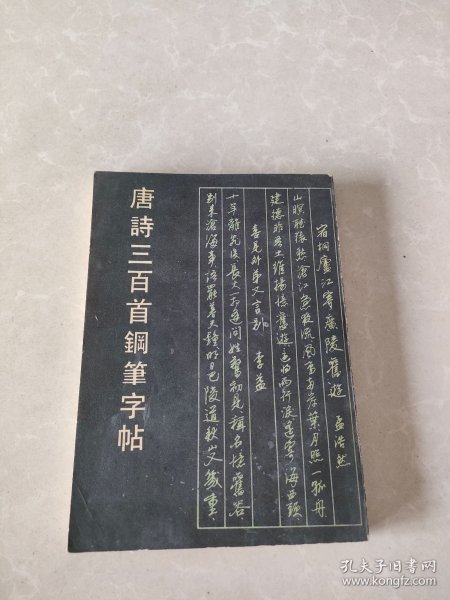 唐詩三百首鋼筆字帖
宿桐廬江寄廣陵舊遊 孟浩然
山暝聽猿愁滄江急夜流風鳴兩岸葉月照一孤舟
建德非吾土維揚憶舊遊還將兩行淚遙寄海西頭
喜見外弟又言別 李益
十年離亂後長大一相逢問姓驚初見稱名憶舊容
別來滄海事語罷暮天鐘明日巴陵道秋山又幾重
孔夫子旧书网
www.kongfz.com